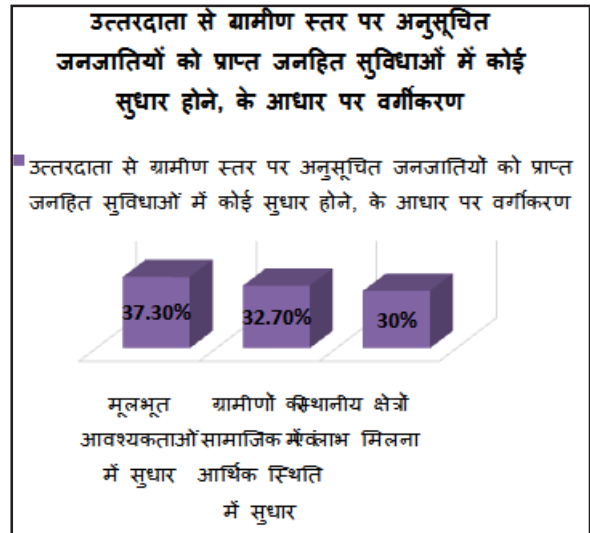 उत्तरदाता से ग्रामीण स्तर पर अनुसूचित
जनजातियों को प्राप्त जनहित सुविधाओं में कोई
सुधार होने, के आधार पर वर्गीकरण
उत्तरदाता से ग्रामीण स्तर पर अनुसूचित जनजातियों को प्राप्त
जनहित सुविधाओं में कोई सुधार होने, के आधार पर वर्गीकरण
37.30%
32.70%
30%
मूलभूत
आवश्यकताओं
में सुधार
ग्रामीणों की
सामाजिक एवं
आर्थिक स्थिति
में सुधार
स्थानीय क्षेत्रों
में लाभ मिलना